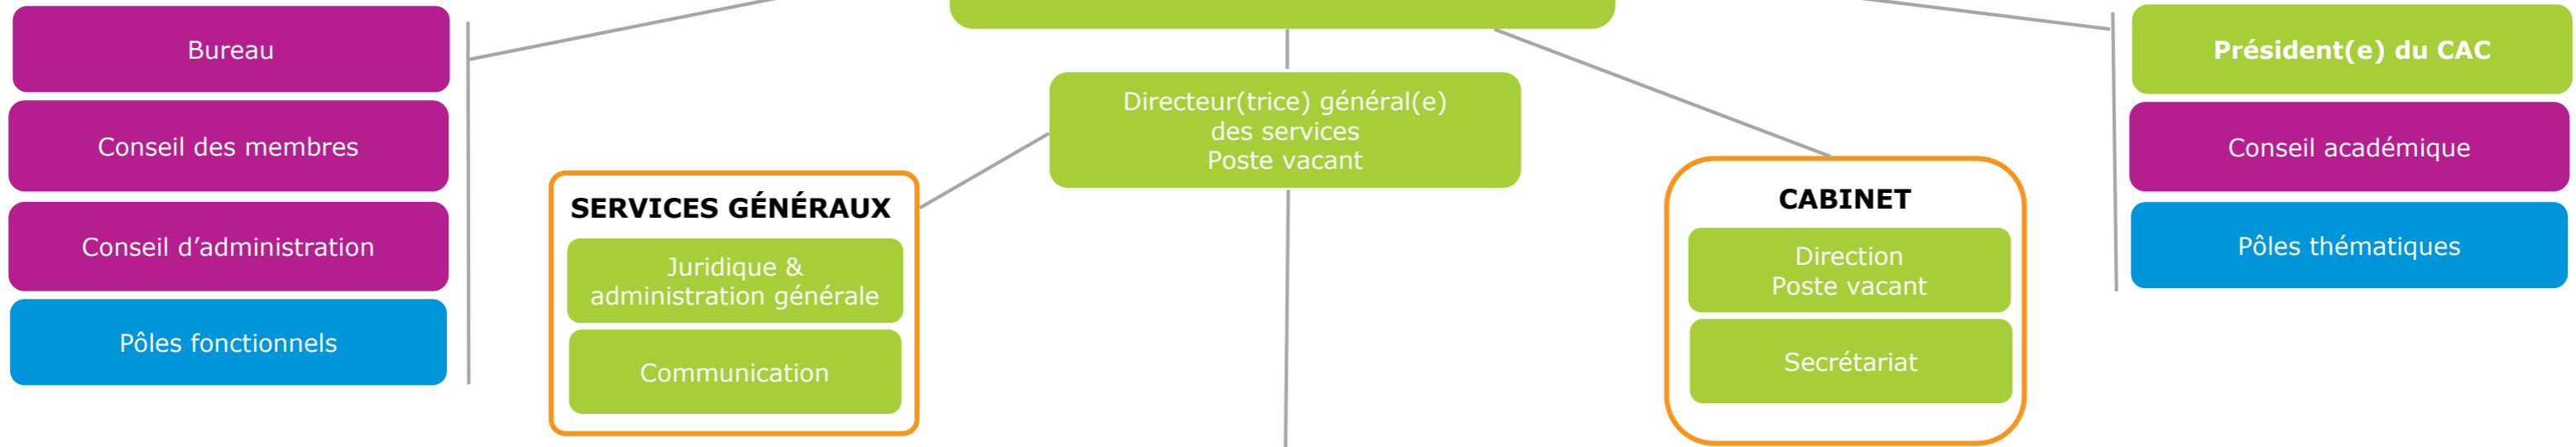 Bureau
Conseil des membres
Conseil d’administration
Pôles fonctionnels
SERVICES GÉNÉRAUX
Juridique &
administration générale
Communication
Directeur(trice) général(e)
des services
Poste vacant
CABINET
Direction
Poste vacant
Secrétariat
Président(e) du CAC
Conseil académique
Pôles thématiques